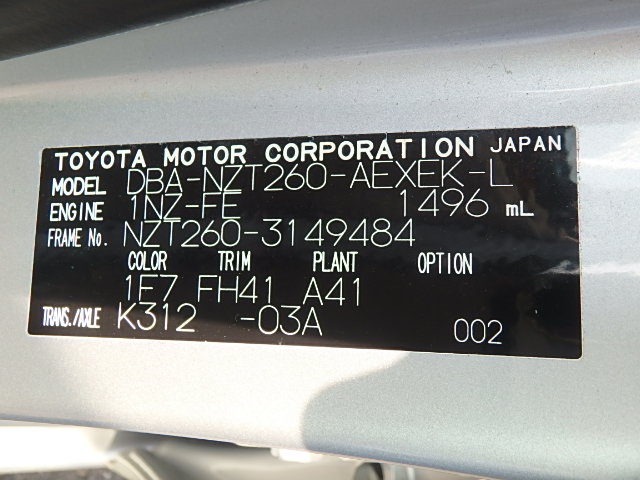 TOYOTA MOTOR CORPORATION JAPAN
MODEL DBA-NZT260-AEXEK-L
ENGINE 1NZ-FE 1496 mL
FRAME No. NZT260-3149484
COLOR TRIM PLANT OPTION
1E7 FH41 A41
TRANS./AXLE K312 -03A 002